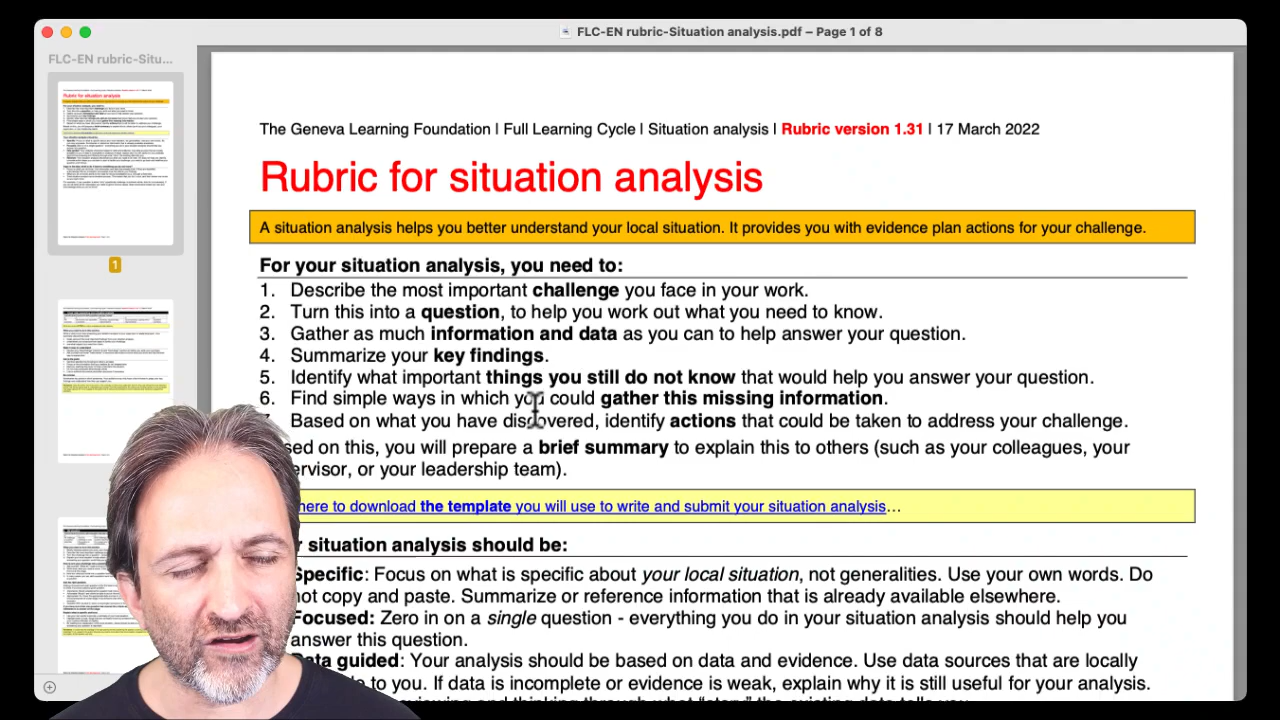 FLC-EN rubric-Situation analysis.pdf – Page 1 of 8
FLC-EN rubric-Situ...
1
The Geneva Learning Foundation | Full Learning Cycle | Situation analysis | Rubric version 1.31 | 17 March 2022
Rubric for situation analysis
A situation analysis helps you better understand your local situation. It provides you with evidence plan actions for your challenge.
For your situation analysis, you need to:
1. Describe the most important challenge you face in your work.
2. Turn this into a question to help you work out what you need to know.
3. Gather as much information and data as you can to help answer your question.
4. Summarize your key findings.
5. Identify what important things you still do not know that could help you answer your question.
6. Find simple ways in which you could gather this missing information.
7. Based on what you have discovered, identify actions that could be taken to address your challenge.
sed on this, you will prepare a brief summary to explain this to others (such as your colleagues, your
ervisor, or your leadership team).
here to download the template you will use to write and submit your situation analysis…
r situation analysis should be:
Specific: Focus on what is specific about your local situation, not generalities. Use your own words. Do
not copy and paste. Summarize or reference information that is already available elsewhere.
Focused: Zero in on a single question - everything you do in your situation analysis should help you
answer this question.
Data guided: Your analysis should be based on data and evidence. Use data sources that are locally
to you. If data is incomplete or evidence is weak, explain why it is still useful for your analysis.